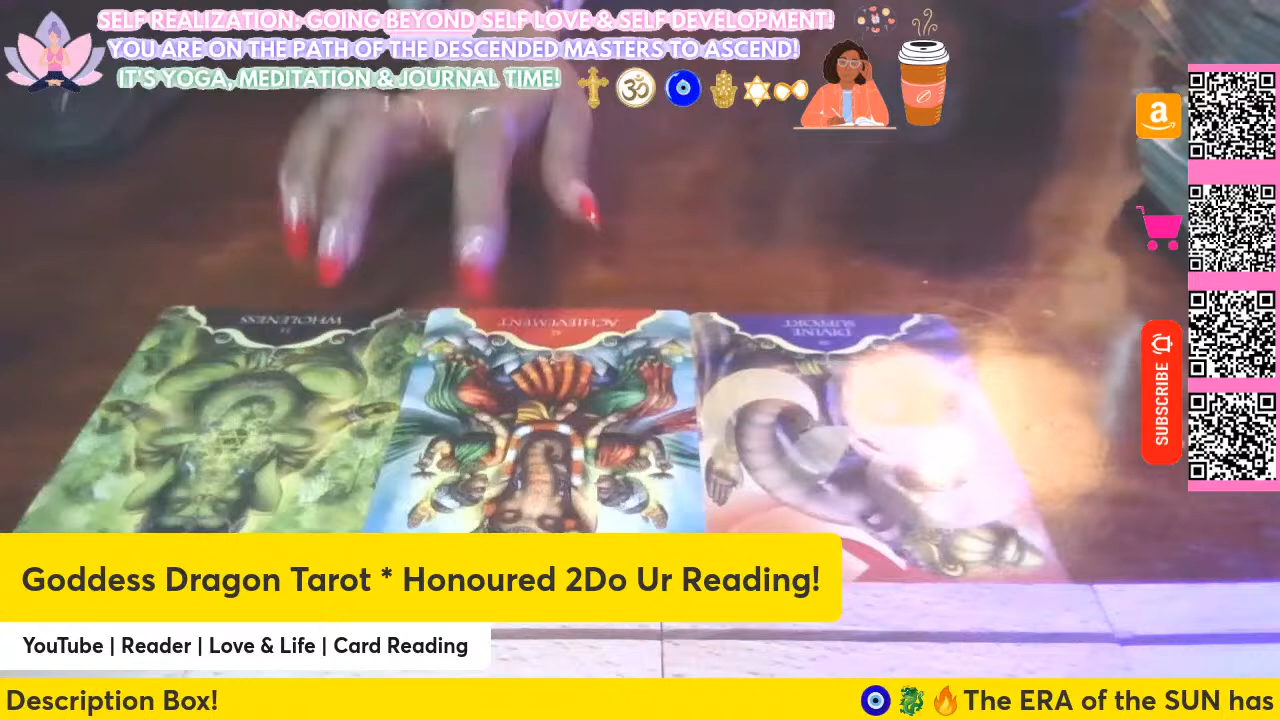 SELF REALIZATION: GOING BEYOND SELF LOVE & SELF DEVELOPMENT!
YOU ARE ON THE PATH OF THE DESCENDED MASTERS TO ASCEND!
IT'S YOGA, MEDITATION & JOURNAL TIME!
a
SUBSCRIBE
WHOLENESS
ACHIEVEMENT
DIVINE
SUPPORT
Goddess Dragon Tarot * Honoured 2Do Ur Reading!
YouTube | Reader | Love & Life | Card Reading
Description Box!
The ERA of the SUN has